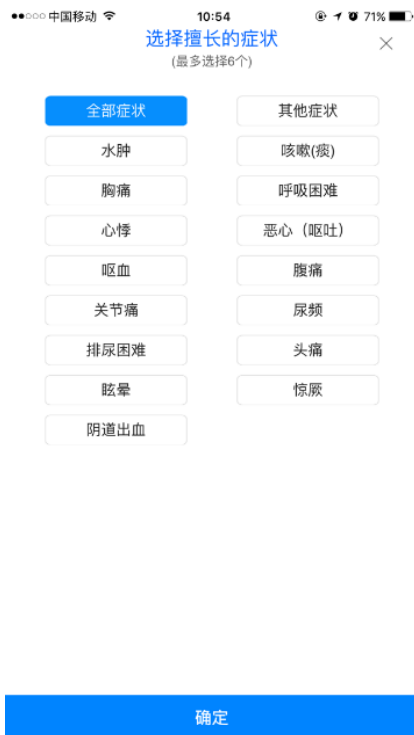 中国移动 10:54 71%
选择擅长的症状
(最多选择6个)
全部症状 其他症状
水肿 咳嗽(痰)
胸痛 呼吸困难
心悸 恶心（呕吐）
呕血 腹痛
关节痛 尿频
排尿困难 头痛
眩晕 惊厥
阴道出血
确定